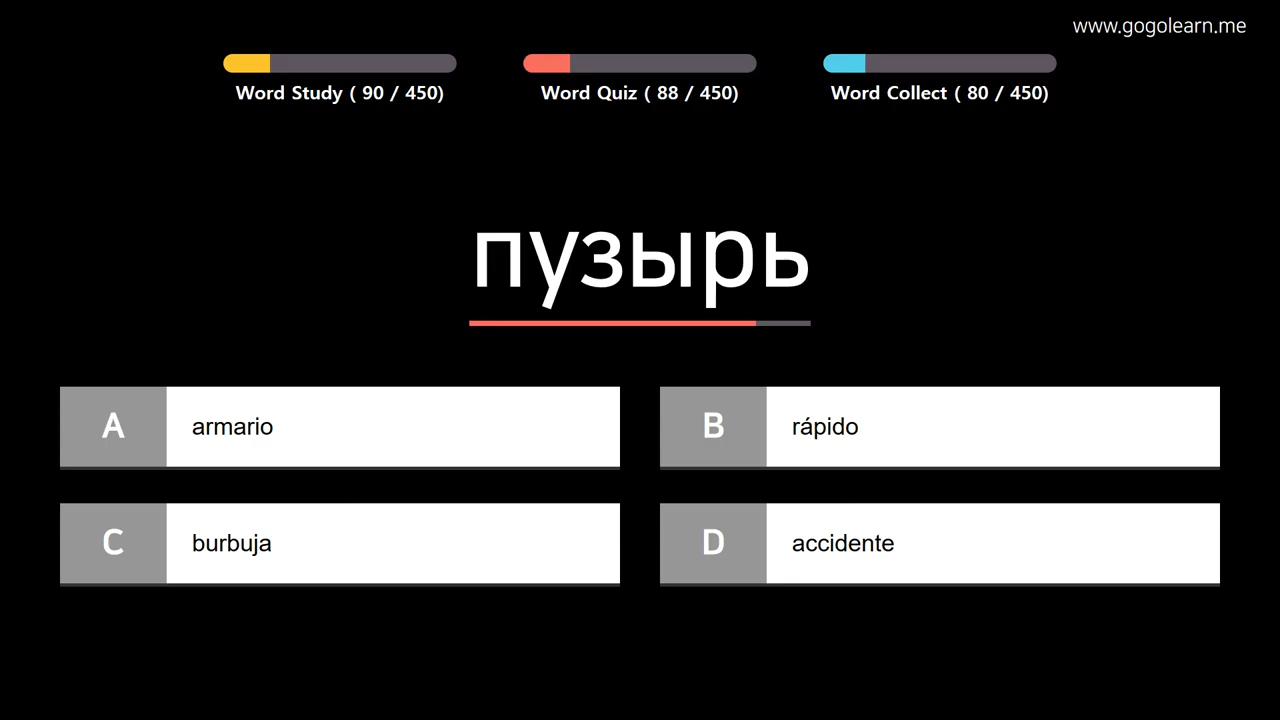 www.gogolearn.me
Word Study ( 90 / 450)
Word Quiz ( 88 / 450)
Word Collect ( 80 / 450)
пузырь
A armario
B rápido
C burbuja
D accidente